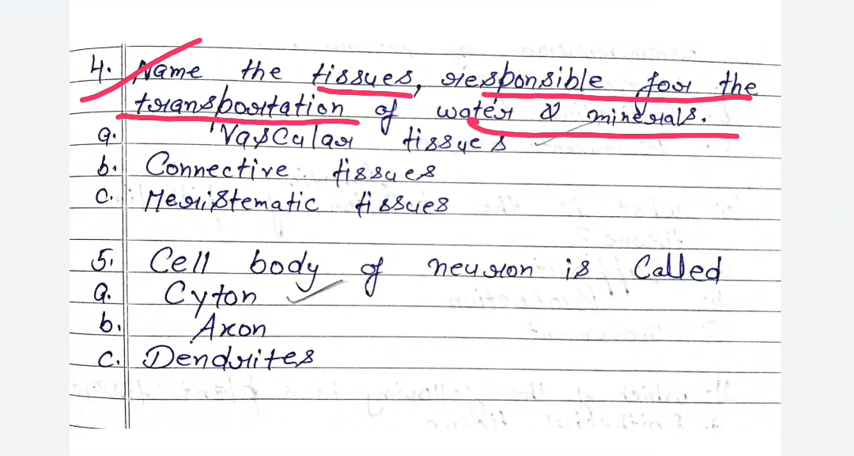 4. Name the tissues, responsible for the
transportation of water & minerals.
a. Vascular tissues
b. Connective tissues
c. Meristematic tissues
5. Cell body of neuron is Called
a. Cyton
b. Axon
c. Dendrites